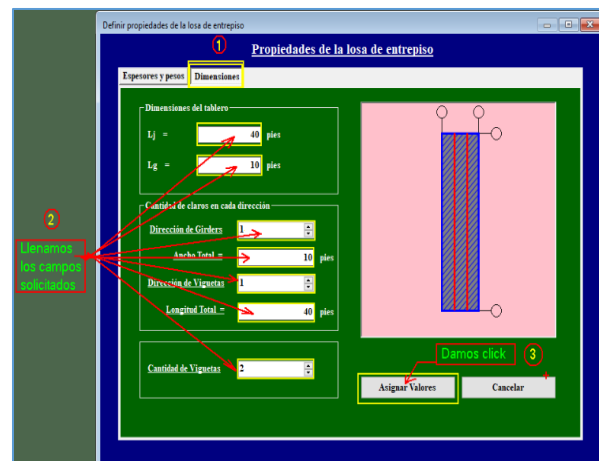 Definir propiedades de la losa de entrepiso
1
Propiedades de la losa de entrepiso
Espesores y pesos
Dimensiones
Dimensiones del tablero
Lj = 40 pies
Lg = 10 pies
Cantidad de claros en cada dirección
2
Dirección de Girders 1
Llenamos
los campos
solicitados
Ancho Total = 10 pies
Dirección de Viguetas 1
Longitud Total = 40 pies
Damos click 3
Cantidad de Viguetas 2
Asignar Valores
Cancelar